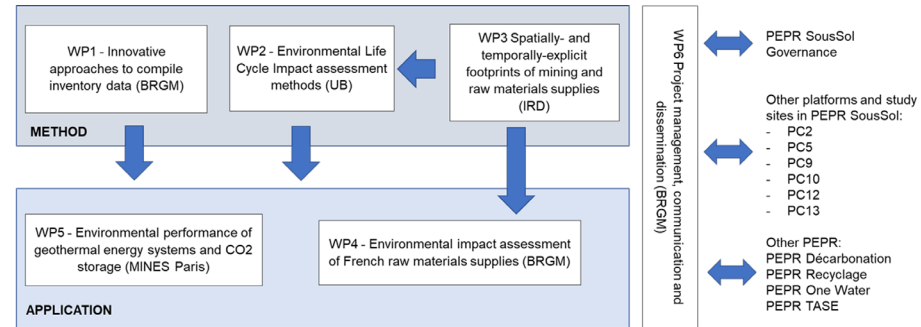 WP1 - Innovative
approaches to compile
inventory data (BRGM)
WP2 - Environmental Life
Cycle Impact assessment
methods (UB)
WP3 Spatially- and
temporally-explicit
footprints of mining and
raw materials supplies
(IRD)
METHOD
WP5 - Environmental performance of
geothermal energy systems and CO2
storage (MINES Paris)
WP4 - Environmental impact assessment
of French raw materials supplies (BRGM)
APPLICATION
WP6 Project management, communication and
dissemination (BRGM)
PEPR SousSol
Governance
Other platforms and study
sites in PEPR SousSol:
- PC2
- PC5
- PC9
- PC10
- PC12
- PC13
Other PEPR:
PEPR Décarbonation
PEPR Recyclage
PEPR One Water
PEPR TASE